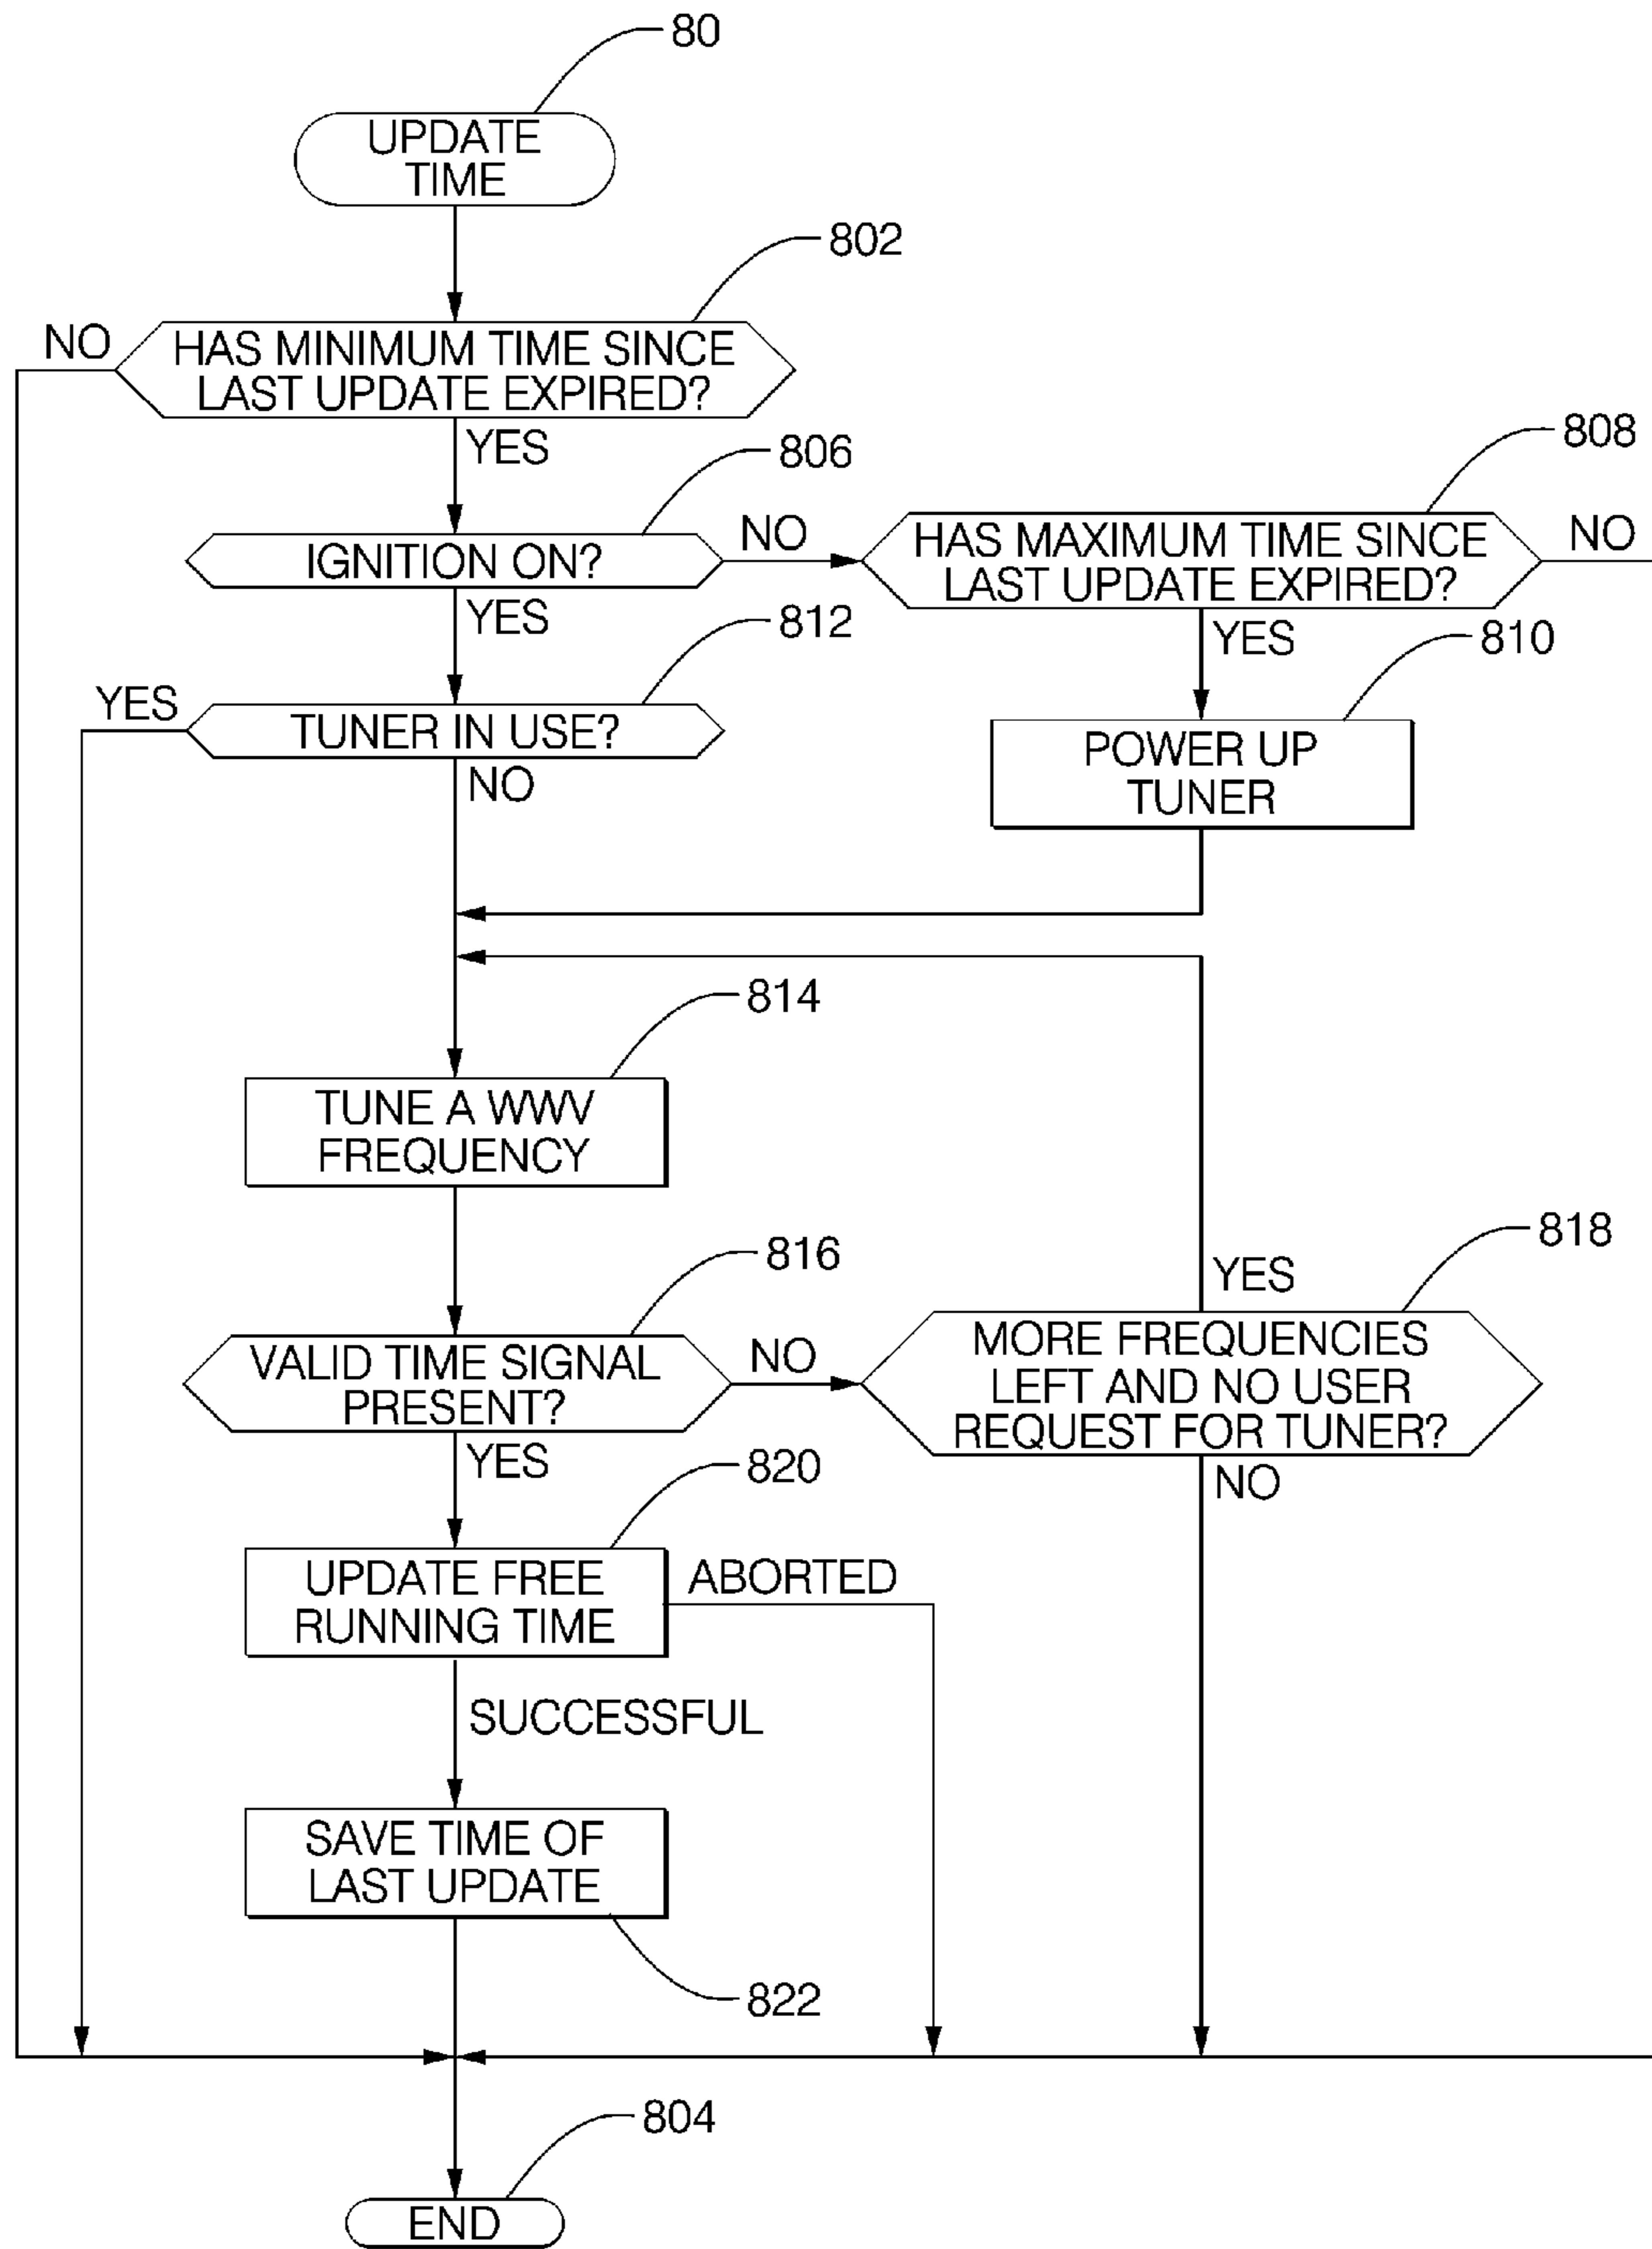 80
UPDATE
TIME
802
NO
HAS MINIMUM TIME SINCE
LAST UPDATE EXPIRED?
YES
806
808
IGNITION ON?
NO
HAS MAXIMUM TIME SINCE
LAST UPDATE EXPIRED?
NO
YES
812
YES
810
YES
TUNER IN USE?
NO
POWER UP
TUNER
814
TUNE A WWV
FREQUENCY
816
818
YES
VALID TIME SIGNAL
PRESENT?
NO
MORE FREQUENCIES
LEFT AND NO USER
REQUEST FOR TUNER?
YES
820
NO
UPDATE FREE
RUNNING TIME
ABORTED
SUCCESSFUL
SAVE TIME OF
LAST UPDATE
822
804
END